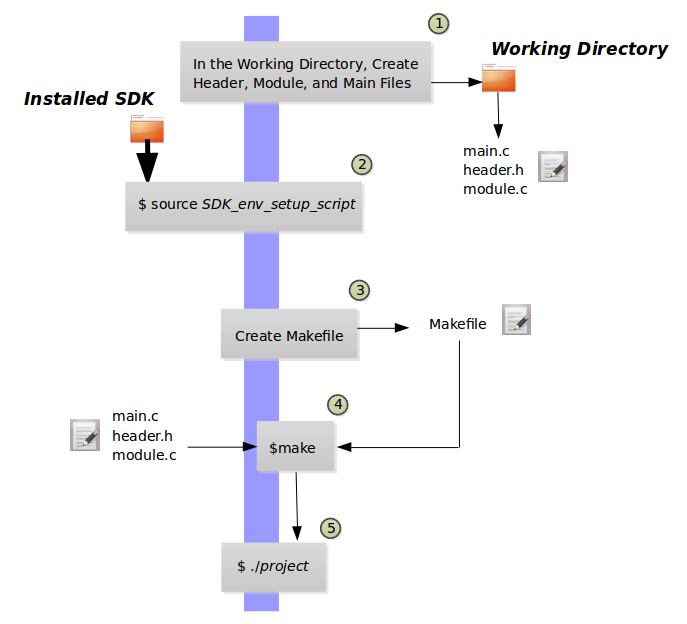 1
In the Working Directory, Create
Header, Module, and Main Files
Working Directory
main.c
header.h
module.c
Installed SDK
2
$ source SDK_env_setup_script
3
Create Makefile
Makefile
4
main.c
header.h
module.c
$make
5
$ ./project